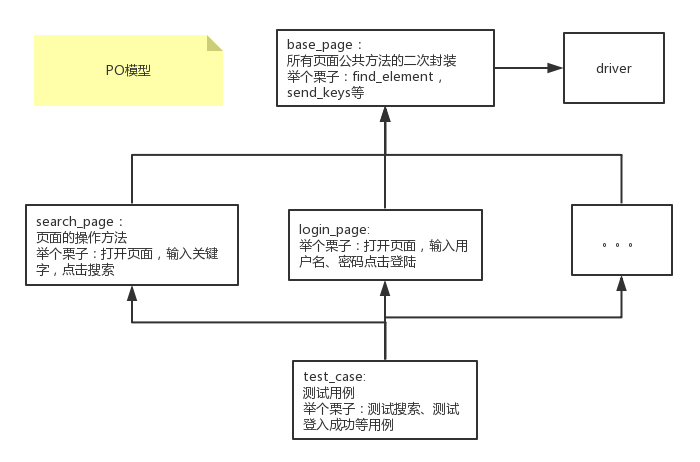 PO模型
base_page：
所有页面公共方法的二次封装
举个栗子：find_element，
send_keys等
driver
search_page：
页面的操作方法
举个栗子：打开页面，输入关键
字，点击搜索
login_page:
举个栗子：打开页面，输入用
户名、密码点击登陆
。。。
test_case:
测试用例
举个栗子：测试搜索、测试
登入成功等用例